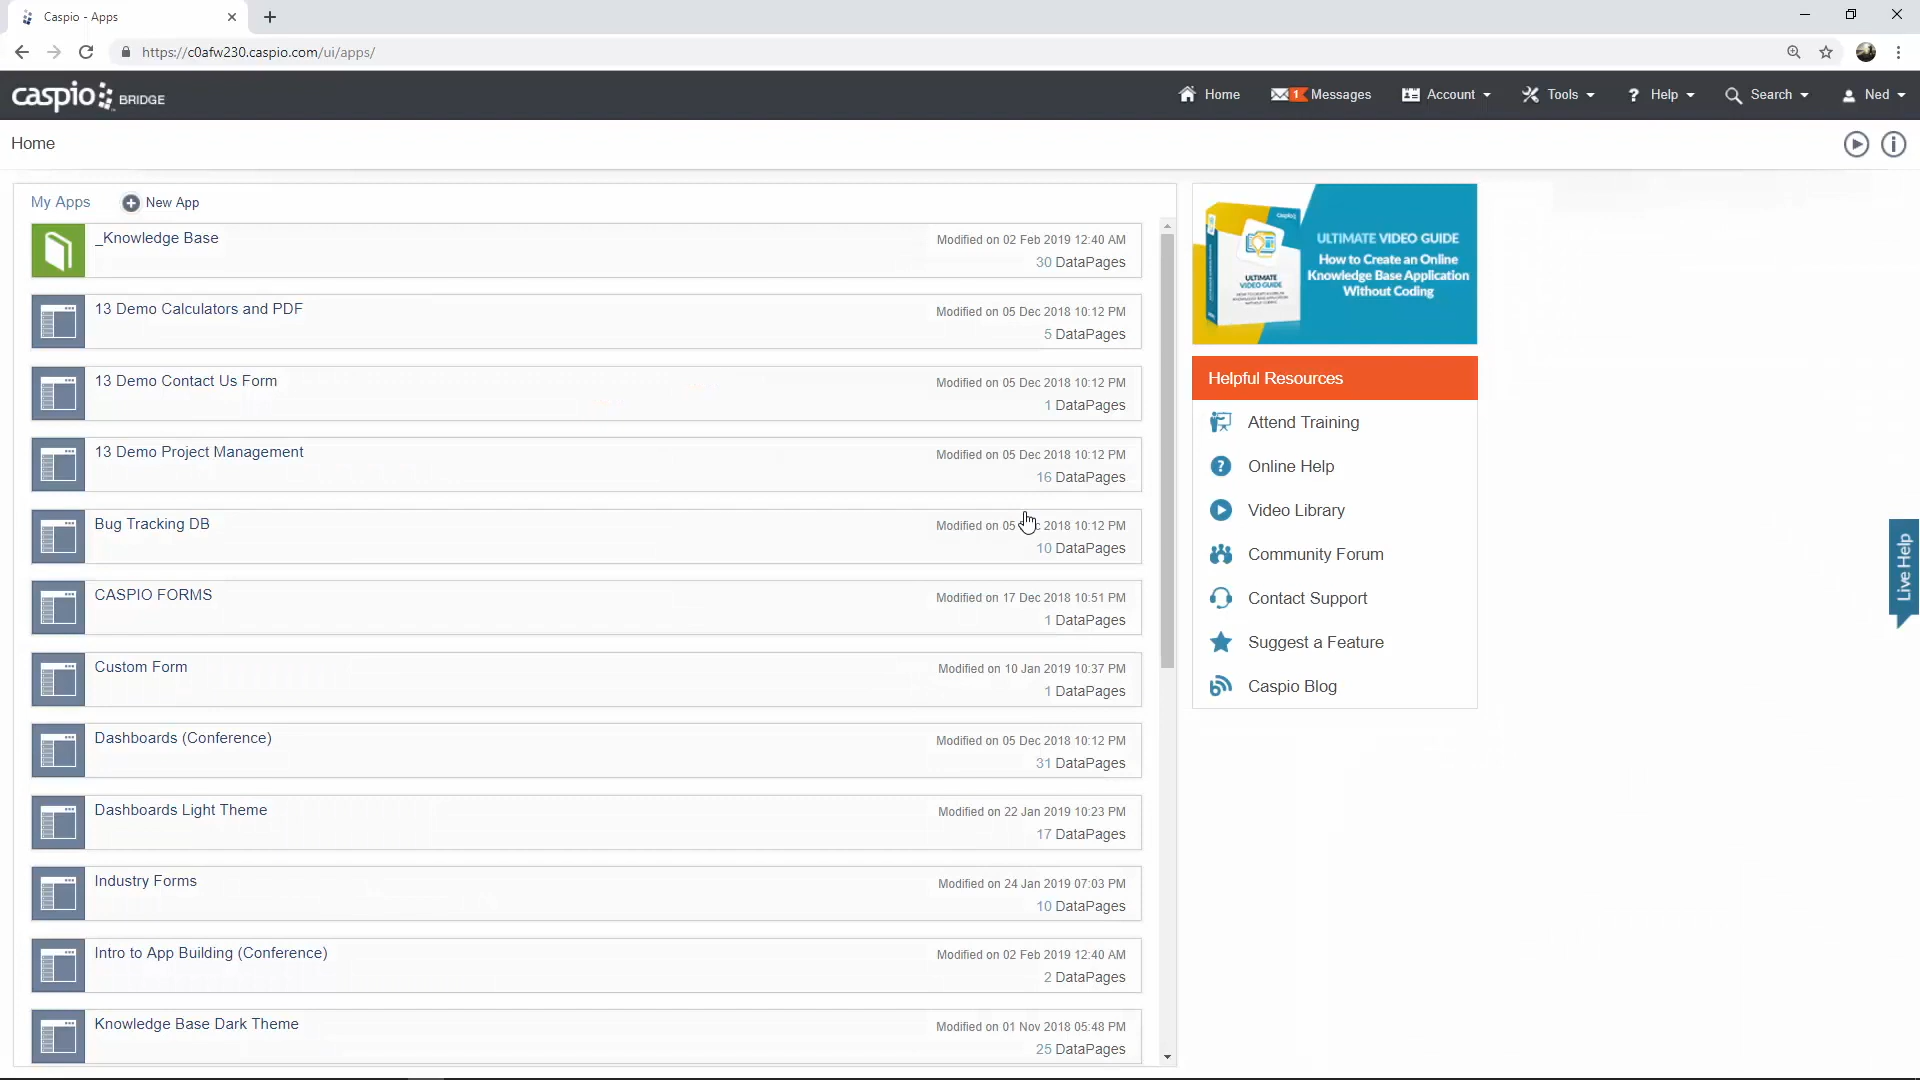 Caspio - Apps
https://c0afw230.caspio.com/ui/apps/
caspio BRIDGE
Home
1 Messages
Account
Tools
? Help
Search
Ned
Home
My Apps
New App
_Knowledge Base
Modified on 02 Feb 2019 12:40 AM
30 DataPages
13 Demo Calculators and PDF
Modified on 05 Dec 2018 10:12 PM
5 DataPages
13 Demo Contact Us Form
Modified on 05 Dec 2018 10:12 PM
1 DataPages
13 Demo Project Management
Modified on 05 Dec 2018 10:12 PM
16 DataPages
Bug Tracking DB
Modified on 05 c 2018 10:12 PM
10 DataPages
CASPIO FORMS
Modified on 17 Dec 2018 10:51 PM
1 DataPages
Custom Form
Modified on 10 Jan 2019 10:37 PM
1 DataPages
Dashboards (Conference)
Modified on 05 Dec 2018 10:12 PM
31 DataPages
Dashboards Light Theme
Modified on 22 Jan 2019 10:23 PM
17 DataPages
Industry Forms
Modified on 24 Jan 2019 07:03 PM
10 DataPages
Intro to App Building (Conference)
Modified on 02 Feb 2019 12:40 AM
2 DataPages
Knowledge Base Dark Theme
Modified on 01 Nov 2018 05:48 PM
25 DataPages
caspio
ULTIMATE
VIDEO GUIDE
ULTIMATE VIDEO GUIDE
How to Create an Online
Knowledge Base Application
Without Coding
Helpful Resources
Attend Training
Online Help
Video Library
Community Forum
Contact Support
Suggest a Feature
Caspio Blog
Live Help